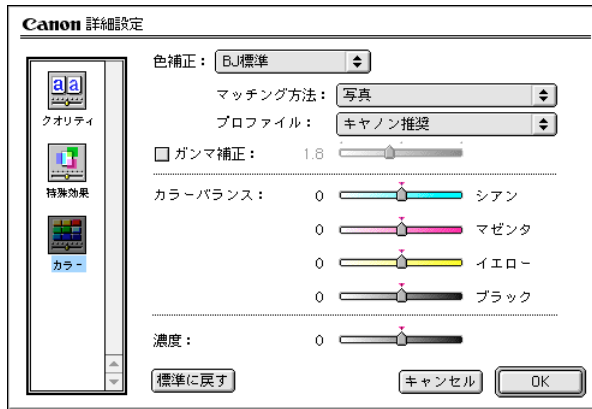 Canon 詳細設定
色補正： BJ標準
マッチング方法： 写真
プロファイル： キヤノン推奨
ガンマ補正： 1.8
カラーバランス： 0 シアン
0 マゼンタ
0 イエロー
0 ブラック
濃度： 0
aa
クオリティ
特殊効果
カラー
標準に戻す キャンセル OK